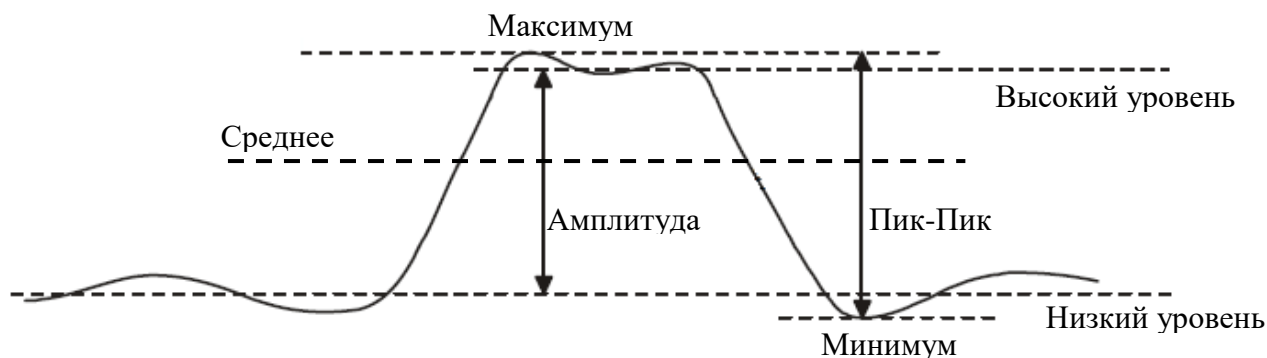 Максимум
Высокий уровень
Среднее
Амплитуда
Пик-Пик
Низкий уровень
Минимум